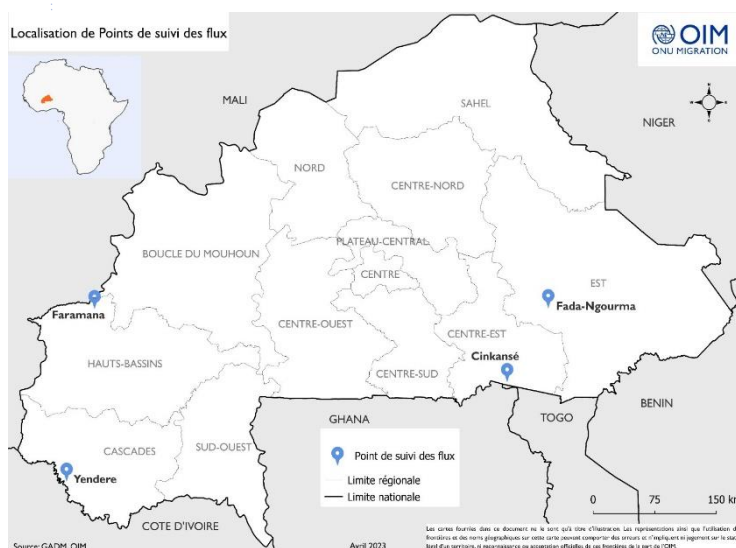 Localisation de Points de suivi des flux
OIM
ONU MIGRATION
MALI
SAHEL
NIGER
NORD
CENTRE-NORD
BOUCLE DU MOUHOUN
PLATEAU-CENTRAL
CENTRE
EST
Faramana
Fada-Ngourma
CENTRE-OUEST
CENTRE-EST
Cinkansé
HAUTS-BASSINS
CENTRE-SUD
BENIN
GHANA
TOGO
CASCADES
SUD-OUEST
Yendere
Point de suivi des flux
Limite régionale
Limite nationale
0 75 150 km
COTE D'IVOIRE
Source: GADM, OIM
Avril 2023
Les cartes fournies dans ce document ne le sont qu'à titre d'illustration. Les représentations ainsi que l'utilisation des
frontières et des noms géographiques sur cette carte peuvent comporter des erreurs et n'impliquent ni jugement sur le statut
légal d'un territoire, ni reconnaissance ou acceptation officielles de ces frontières de la part de l'OIM.